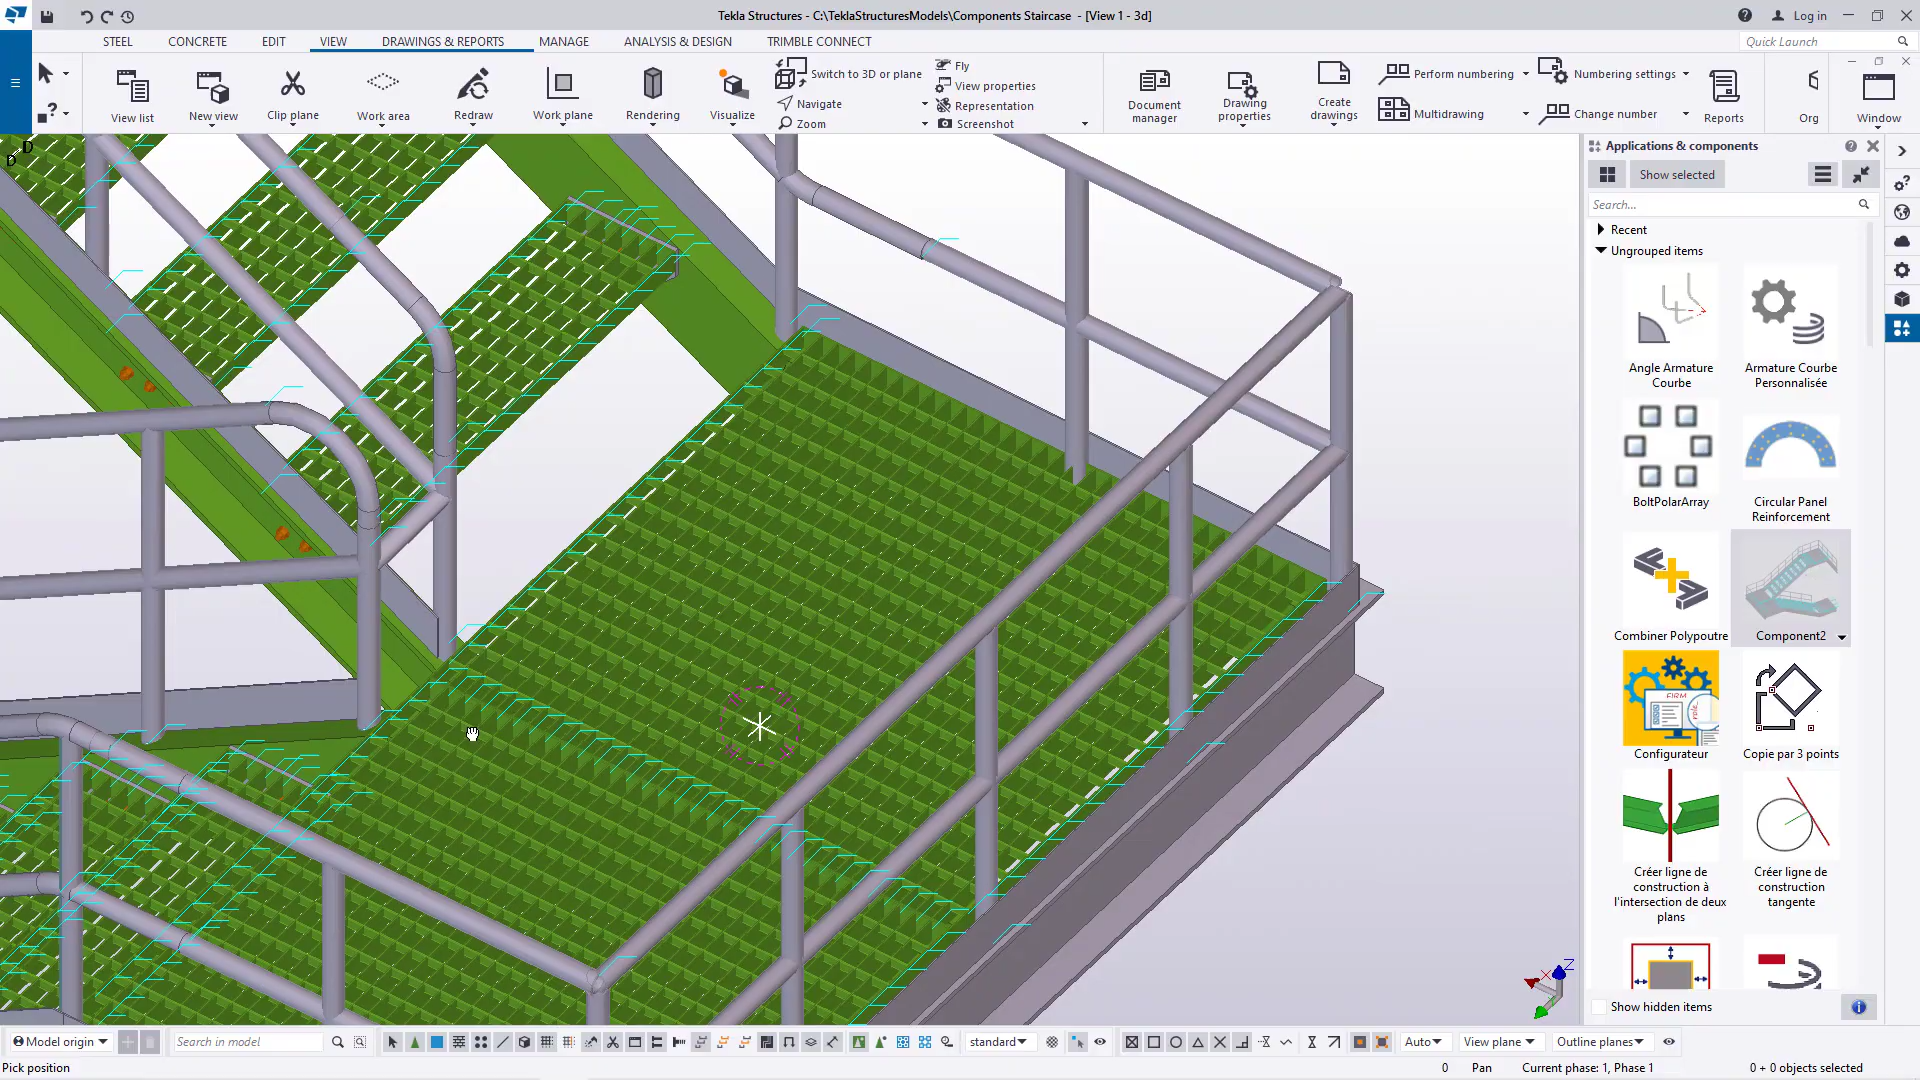 Tekla Structures - C:\TeklaStructuresModels\Components Staircase - [View 1 - 3d]
Log in
STEEL
CONCRETE
EDIT
VIEW
DRAWINGS & REPORTS
MANAGE
ANALYSIS & DESIGN
TRIMBLE CONNECT
Quick Launch
View list
New view
Clip plane
Work area
Redraw
Work plane
Rendering
Visualize
Switch to 3D or plane
Navigate
Zoom
Fly
View properties
Representation
Screenshot
Document
manager
Drawing
properties
Create
drawings
Perform numbering
Multidrawing
Numbering settings
Change number
Reports
Org
Window
D
D
Applications & components
Show selected
Search...
Recent
Ungrouped items
Angle Armature
Courbe
Armature Courbe
Personnalisée
BoltPolarArray
Circular Panel
Reinforcement
Combiner Polypoutre
Component2
FIRM
Configurateur
Copie par 3 points
Créer ligne de
construction à
l'intersection de deux
plans
Créer ligne de
construction
tangente
Show hidden items
Z
X
Model origin
Search in model
standard
Auto
View plane
Outline planes
Pick position
0
Pan
Current phase: 1, Phase 1
0 + 0 objects selected